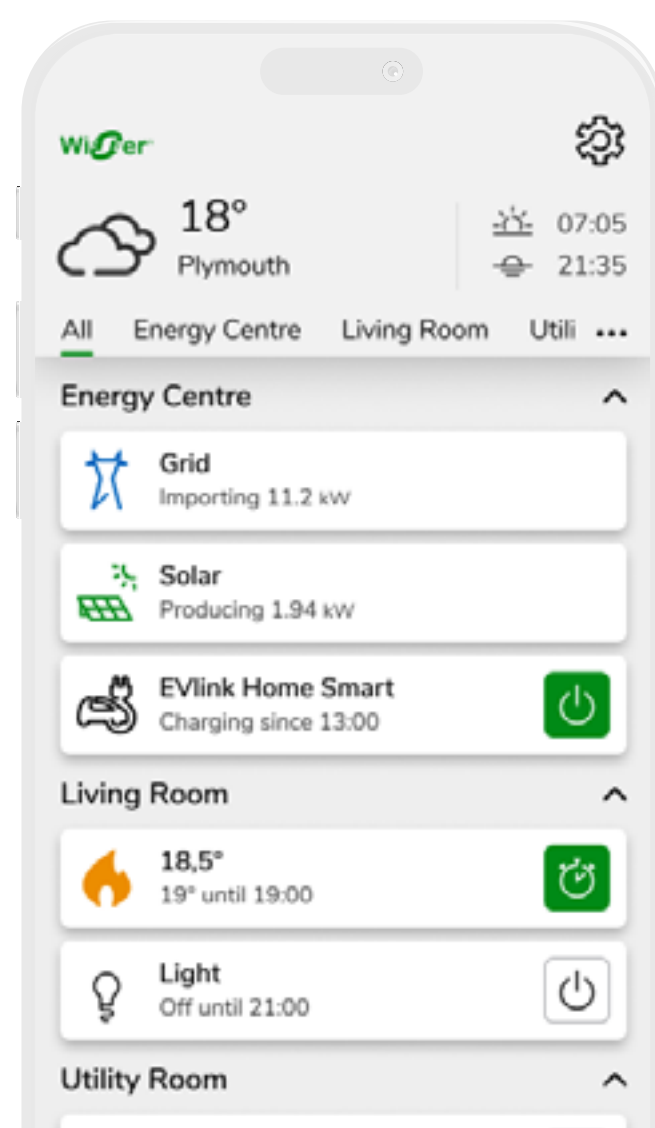 Wiser
18°
Plymouth
07:05
21:35
All Energy Centre Living Room Utili ...
Energy Centre
Grid
Importing 11.2 kW
Solar
Producing 1.94 kW
EVlink Home Smart
Charging since 13:00
Living Room
18,5°
19° until 19:00
Light
Off until 21:00
Utility Room